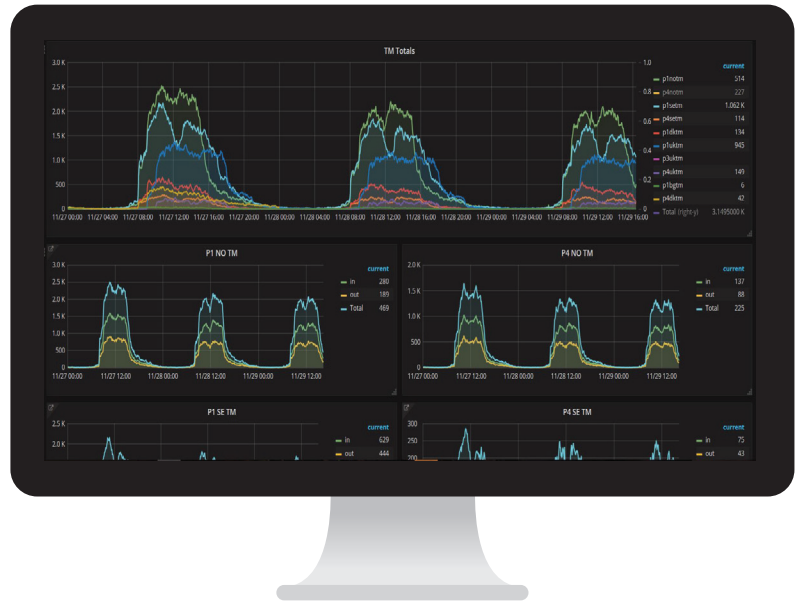 TM Totals
3.0 K
2.5 K
2.0 K
1.5 K
1.0 K
500
0
1.0
0.8
0.6
0.4
0.2
0
11/27 00:00 11/27 04:00 11/27 08:00 11/27 12:00 11/27 16:00 11/27 20:00 11/28 00:00 11/28 04:00 11/28 08:00 11/28 12:00 11/28 16:00 11/28 20:00 11/29 00:00 11/29 04:00 11/29 08:00 11/29 12:00 11/29 16:00
current
p1notm 514
p4notm 227
p1setm 1.062 K
p4setm 114
p1dktm 134
p1uktm 945
p3uktm
p4uktm 149
p1bgtm 6
p4dktm 42
Total (right-y) 3.1495000 K
P1 NO TM
3.0 K
2.5 K
2.0 K
1.5 K
1.0 K
500
0
11/27 00:00 11/27 12:00 11/28 00:00 11/28 12:00 11/29 00:00 11/29 12:00
current
in 280
out 189
Total 469
P4 NO TM
2.0 K
1.5 K
1.0 K
500
0
11/27 00:00 11/27 12:00 11/28 00:00 11/28 12:00 11/29 00:00 11/29 12:00
current
in 137
out 88
Total 225
P1 SE TM
2.5 K
2.0 K
current
in 629
out 444
P4 SE TM
300
250
200
current
in 75
out 43